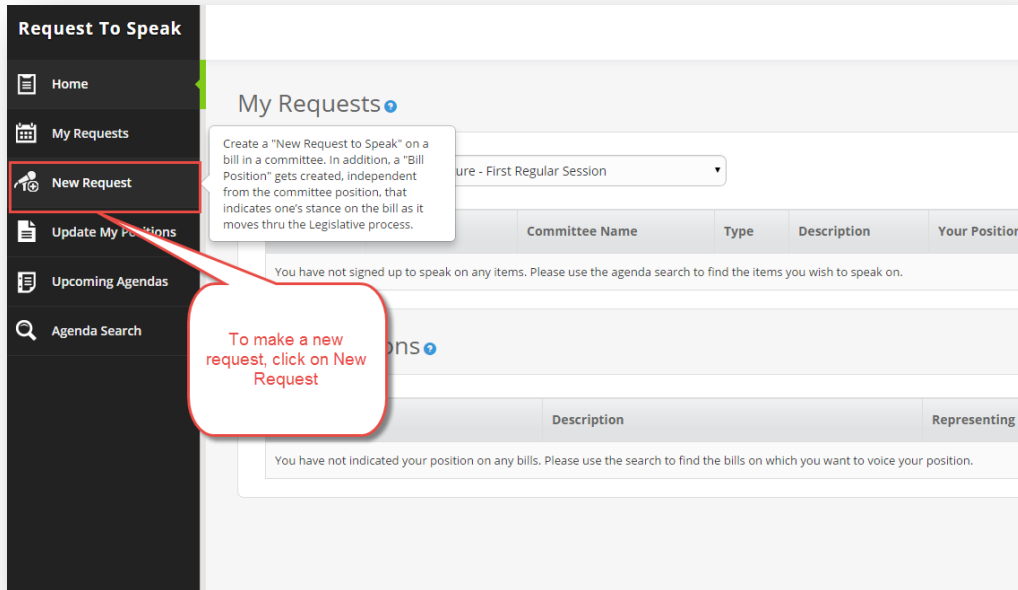 Request To Speak
Home
My Requests
New Request
Update My Positions
Upcoming Agendas
Agenda Search
My Requests
Create a "New Request to Speak" on a
bill in a committee. In addition, a "Bill
Position" gets created, independent
from the committee position, that
indicates one's stance on the bill as it
moves thru the Legislative process.
- First Regular Session
Committee Name Type Description Your Position
You have not signed up to speak on any items. Please use the agenda search to find the items you wish to speak on.
To make a new
request, click on New
Request
Description Representing
You have not indicated your position on any bills. Please use the search to find the bills on which you want to voice your position.